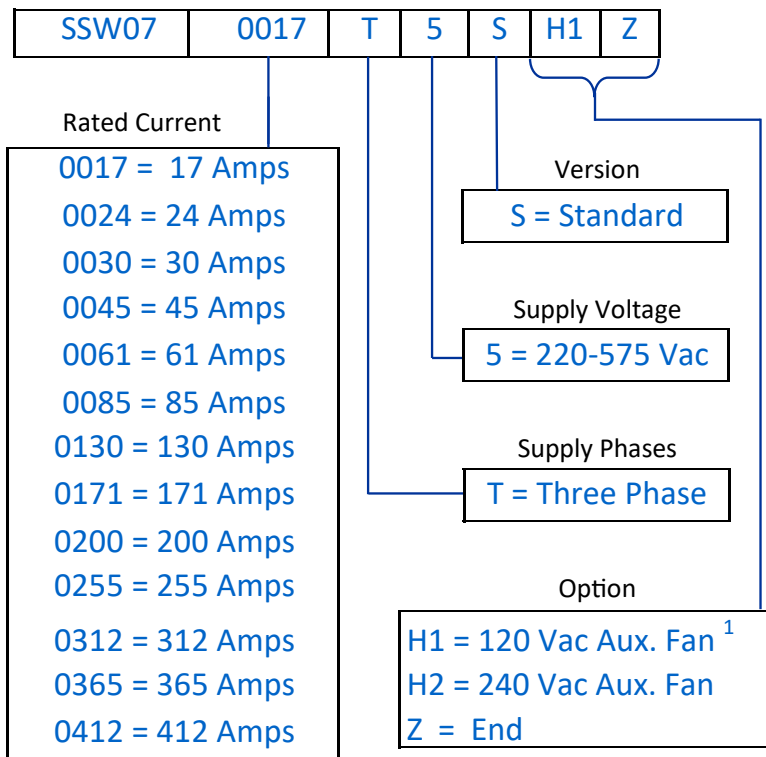 SSW07 0017 T 5 S H1 Z
Rated Current
0017 = 17 Amps
0024 = 24 Amps
0030 = 30 Amps
0045 = 45 Amps
0061 = 61 Amps
0085 = 85 Amps
0130 = 130 Amps
0171 = 171 Amps
0200 = 200 Amps
0255 = 255 Amps
0312 = 312 Amps
0365 = 365 Amps
0412 = 412 Amps
Version
S = Standard
Supply Voltage
5 = 220-575 Vac
Supply Phases
T = Three Phase
Option
H1 = 120 Vac Aux. Fan 1
H2 = 240 Vac Aux. Fan
Z = End